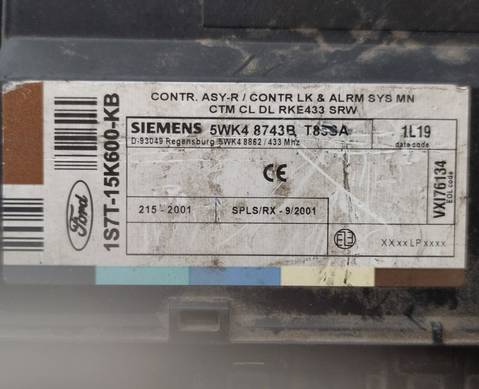 CONTR. ASY-R / CONTR LK & ALRM SYS MN
CTM CL DL RKE433 SRW
SIEMENS 5WK4 8743B T85SA
D-93049 Regensburg 5WK4 8862 / 433 MHz
1L19
date code
CE
215 - 2001
SPLS/RX - 9/2001
XXXXLPXXXX
VXI76134
EOL code
Ford
1S7T-15K600-KB